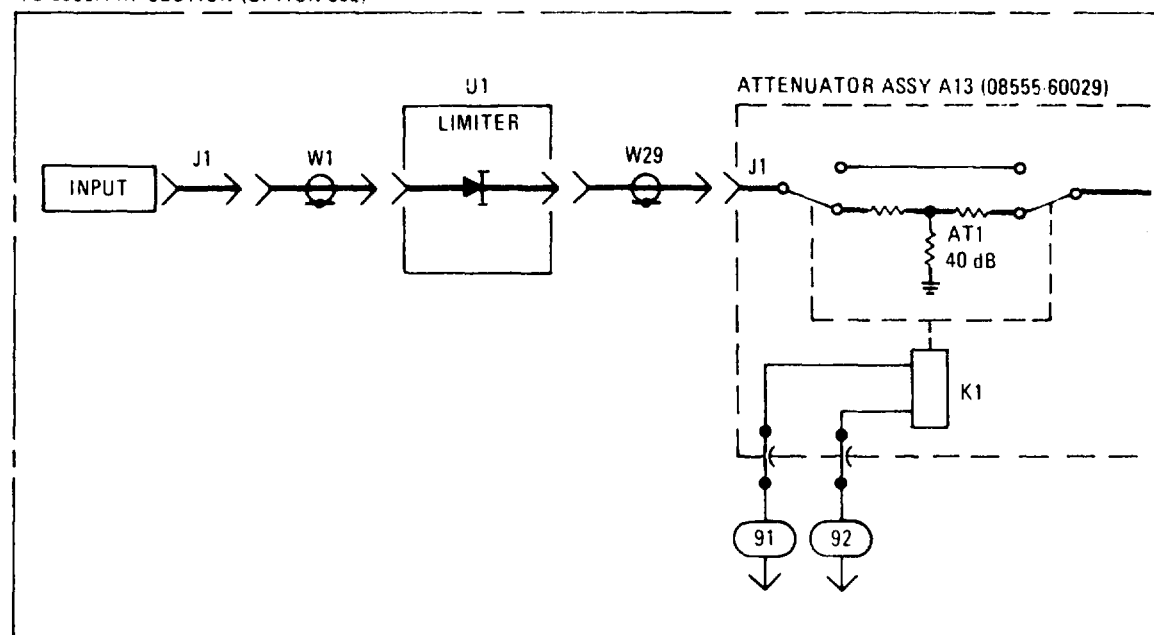 U1
LIMITER
ATTENUATOR ASSY A13 (08555-60029)
INPUT
J1
W1
W29
J1
AT1
40 dB
K1
91
92